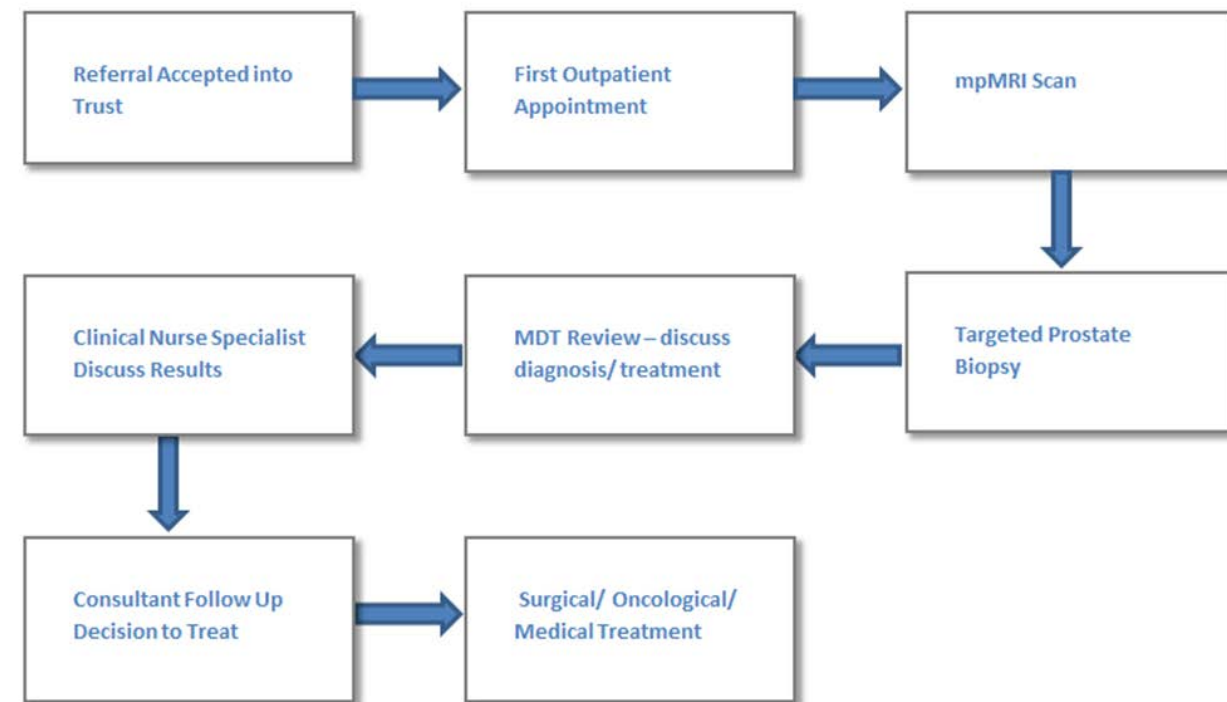 Referral Accepted into
Trust
First Outpatient
Appointment
mpMRI Scan
Targeted Prostate
Biopsy
MDT Review – discuss
diagnosis/ treatment
Clinical Nurse Specialist
Discuss Results
Consultant Follow Up
Decision to Treat
Surgical/ Oncological/
Medical Treatment